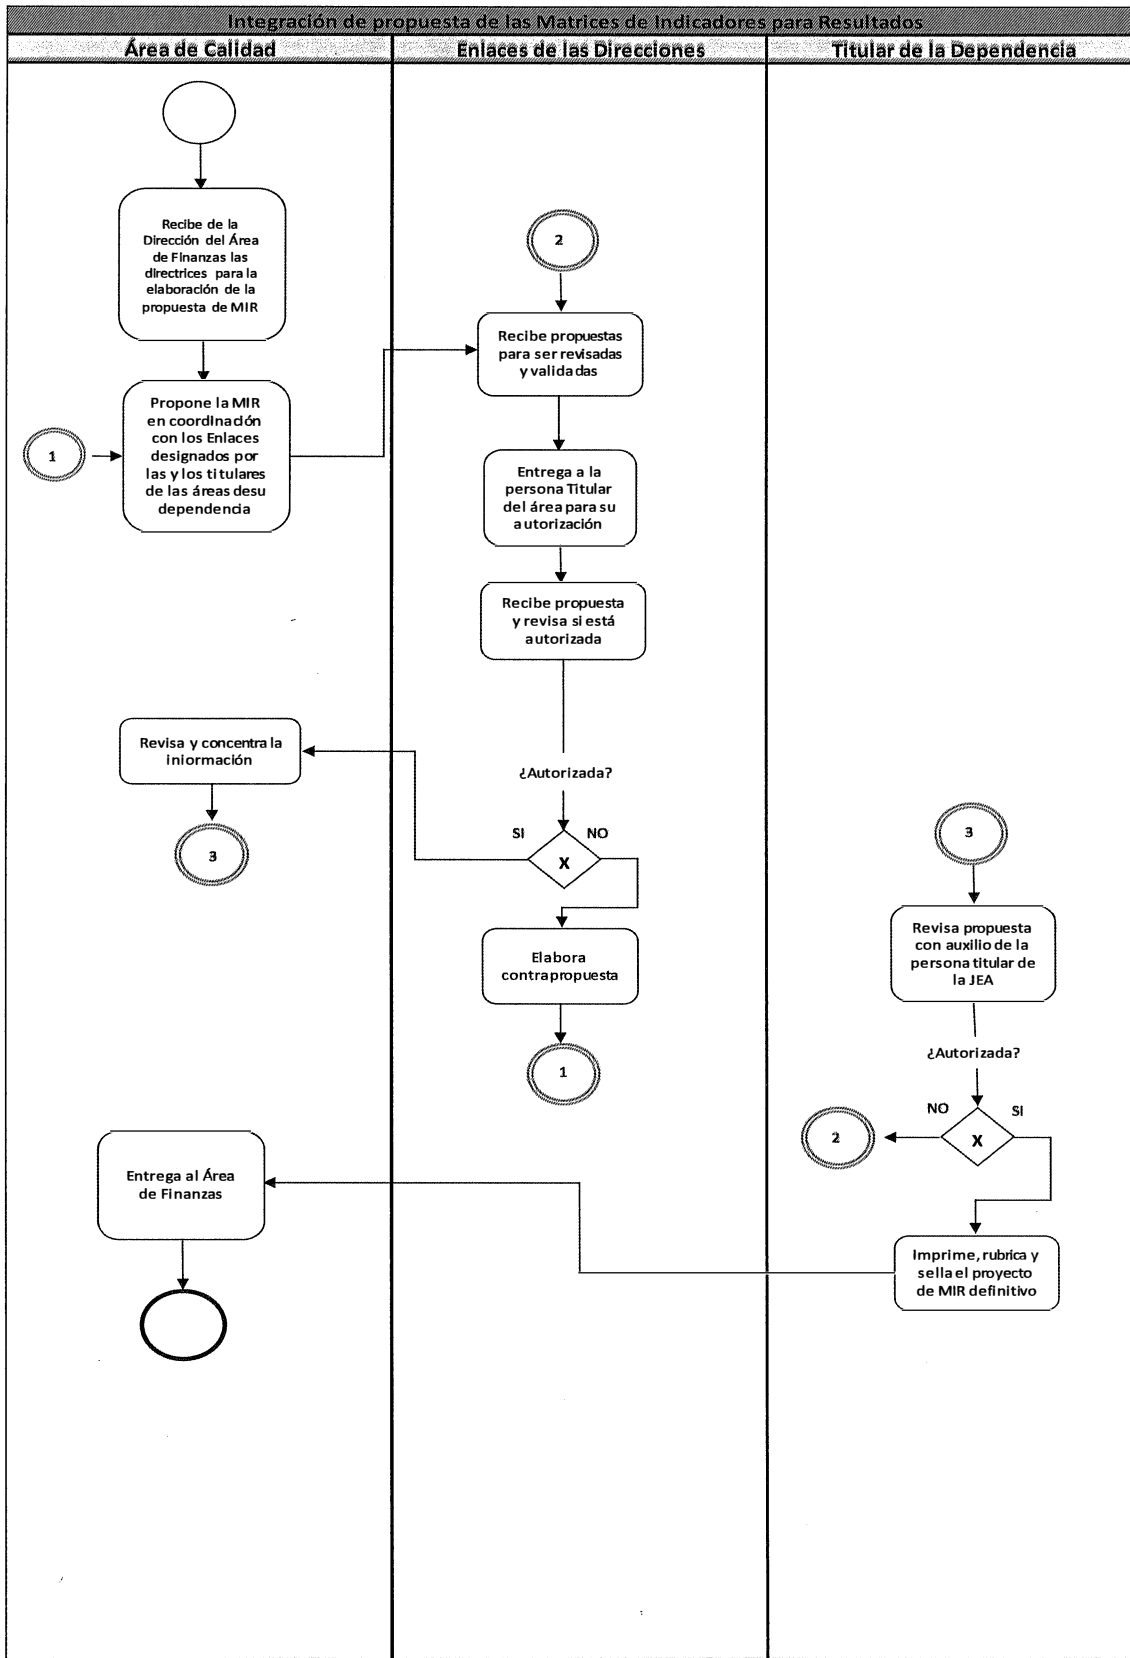 Integración de propuesta de las Matrices de Indicadores para Resultados
Área de Calidad
Enlaces de las Direcciones
Titular de la Dependencia
Recibe de la
Dirección del Área
de Finanzas las
directrices para la
elaboración de la
propuesta de MIR
1
Propone la MIR
en coordinación
con los Enlaces
designados por
las y los titulares
de las áreas desu
dependencia
2
Recibe propuestas
para ser revisadas
y validadas
Entrega a la
persona Titular
del área para su
autorización
Recibe propuesta
y revisa si está
autorizada
¿Autorizada?
SI
NO
X
Revisa y concentra la
iniormación
3
Elabora
contrapropuesta
1
3
Revisa propuesta
con auxilio de la
persona titular de
la JEA
¿Autorizada?
NO
SI
X
2
Imprime, rubrica y
sella el proyecto
de MIR definitivo
Entrega al Área
de Finanzas